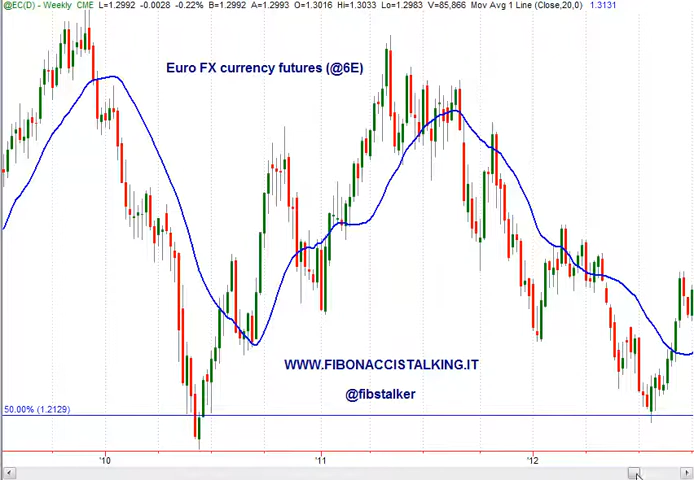 @EC(D) - Weekly CME L=1.2992 -0.0028 -0.22% B=1.2992 A=1.2993 O=1.3016 Hi=1.3033 Lo=1.2983 V=85,866 Mov Avg 1 Line (Close,20,0) 1.3131
Euro FX currency futures (@6E)
WWW.FIBONACCISTALKING.IT
@fibstalker
50.00% (1.2129)
'10 '11 '12